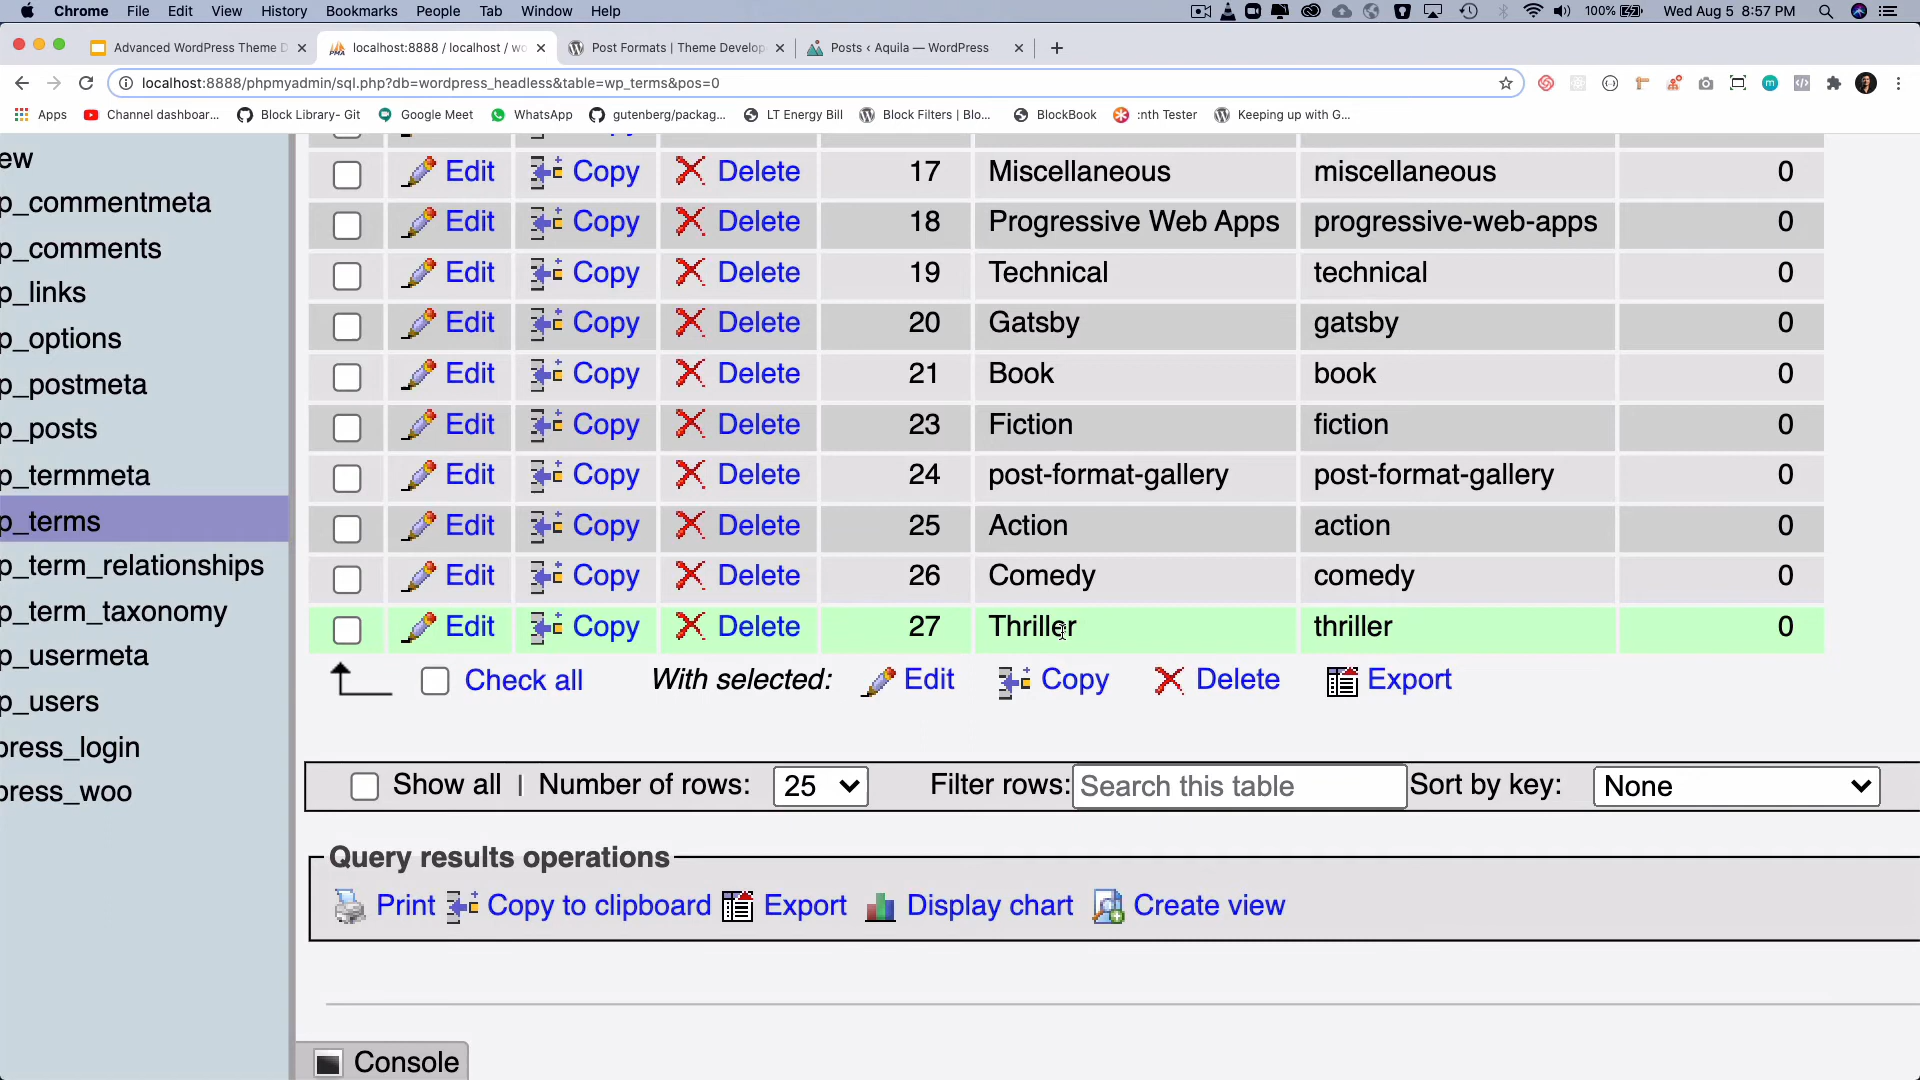 Chrome File Edit View History Bookmarks People Tab Window Help 100% Wed Aug 5 8:57 PM
Advanced WordPress Theme D localhost:8888 / localhost / wo Post Formats | Theme Develop Posts ‹ Aquila — WordPress
localhost:8888/phpmyadmin/sql.php?db=wordpress_headless&table=wp_terms&pos=0
Apps Channel dashboar... Block Library- Git Google Meet WhatsApp gutenberg/packag... LT Energy Bill Block Filters | Blo... BlockBook :nth Tester Keeping up with G...
ew
p_commentmeta
p_comments
p_links
p_options
p_postmeta
p_posts
p_termmeta
p_terms
p_term_relationships
p_term_taxonomy
p_usermeta
p_users
press_login
press_woo
Edit Copy Delete 17 Miscellaneous miscellaneous 0
Edit Copy Delete 18 Progressive Web Apps progressive-web-apps 0
Edit Copy Delete 19 Technical technical 0
Edit Copy Delete 20 Gatsby gatsby 0
Edit Copy Delete 21 Book book 0
Edit Copy Delete 23 Fiction fiction 0
Edit Copy Delete 24 post-format-gallery post-format-gallery 0
Edit Copy Delete 25 Action action 0
Edit Copy Delete 26 Comedy comedy 0
Edit Copy Delete 27 Thriller thriller 0
Check all With selected: Edit Copy Delete Export
Show all | Number of rows: 25 Filter rows: Search this table Sort by key: None
Query results operations
Print Copy to clipboard Export Display chart Create view
Console